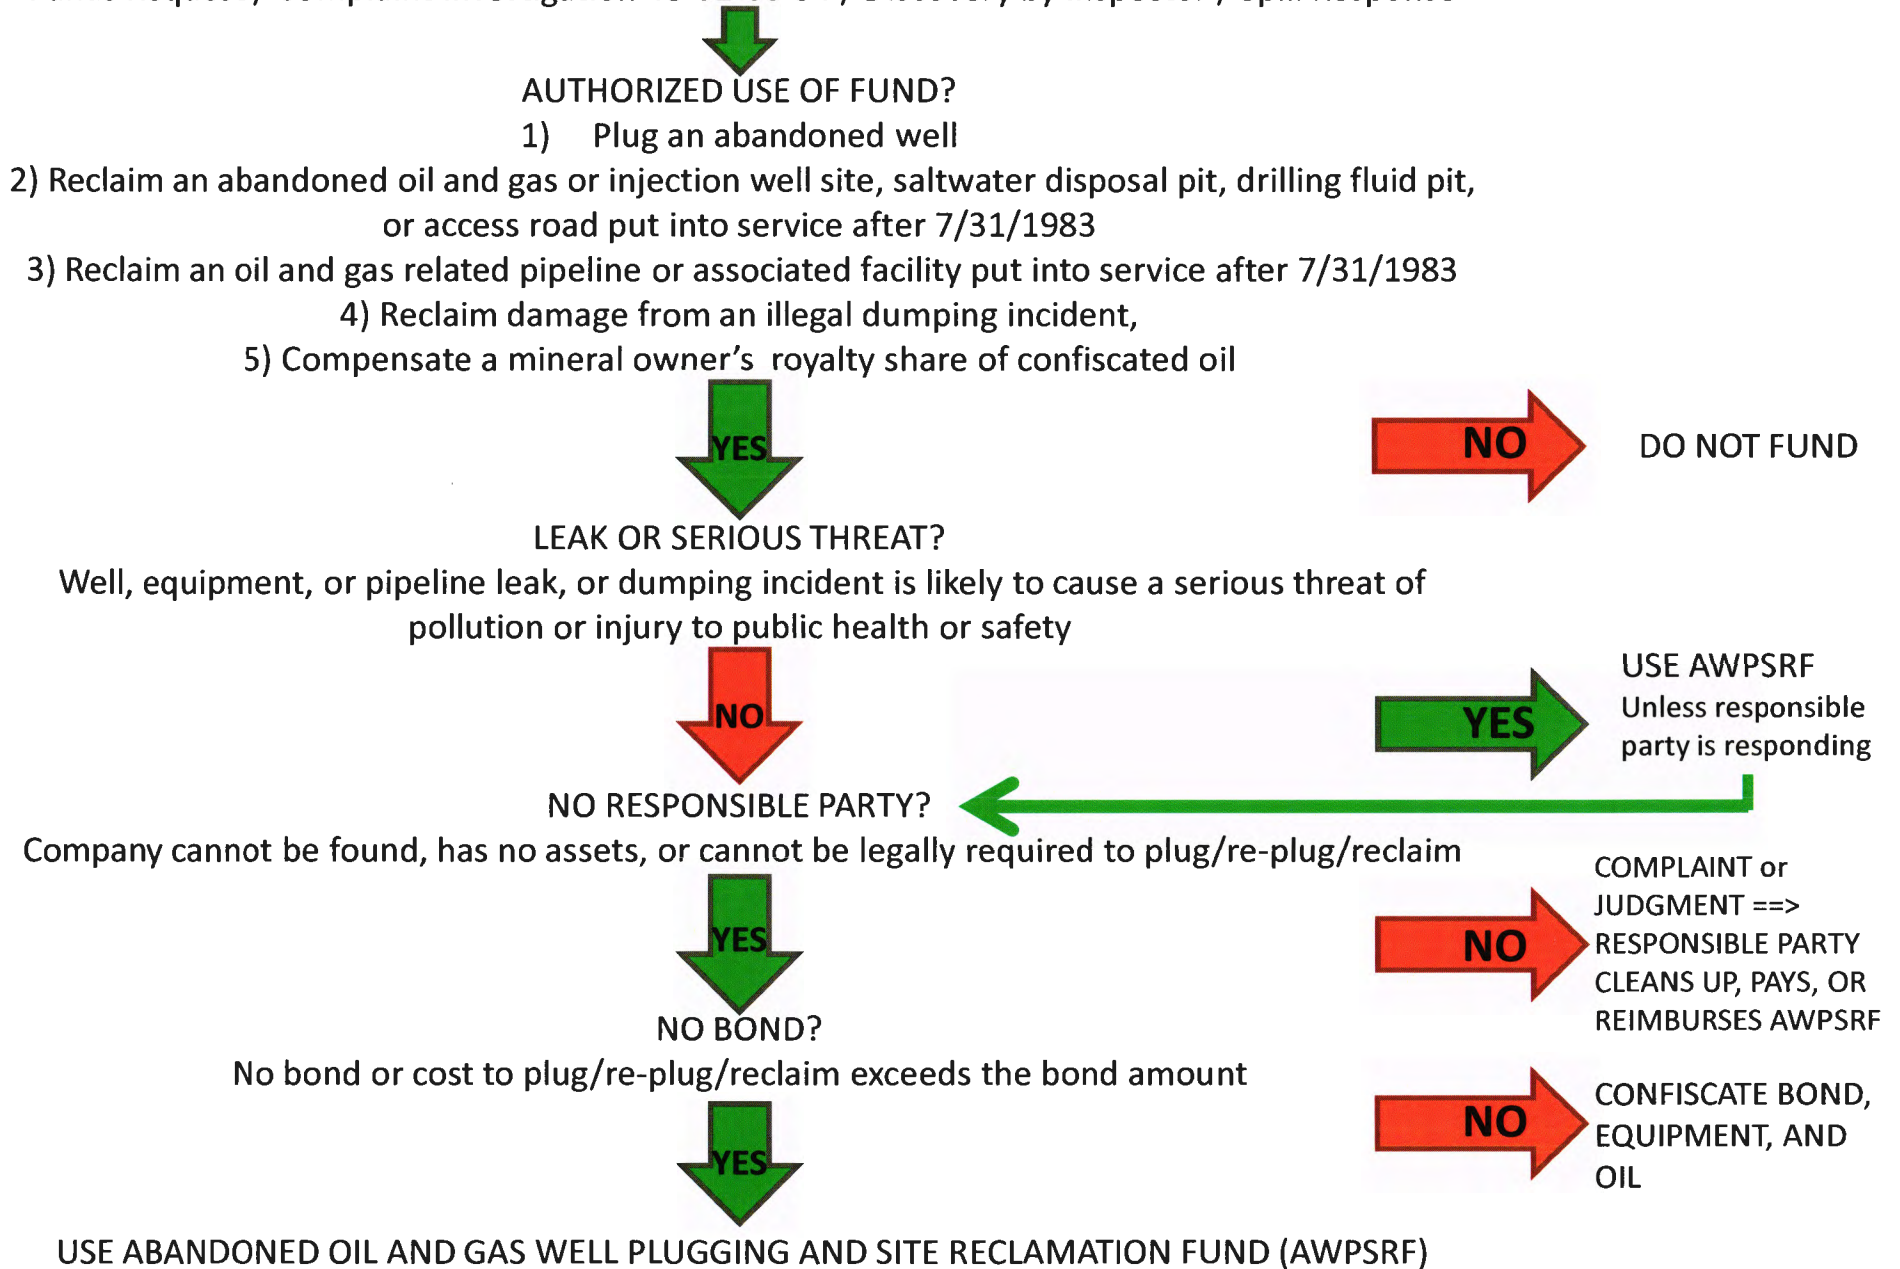 AUTHORIZED USE OF FUND?
1) Plug an abandoned well
2) Reclaim an abandoned oil and gas or injection well site, saltwater disposal pit, drilling fluid pit,
or access road put into service after 7/31/1983
3) Reclaim an oil and gas related pipeline or associated facility put into service after 7/31/1983
4) Reclaim damage from an illegal dumping incident,
5) Compensate a mineral owner's royalty share of confiscated oil
YES
NO
DO NOT FUND
LEAK OR SERIOUS THREAT?
Well, equipment, or pipeline leak, or dumping incident is likely to cause a serious threat of
pollution or injury to public health or safety
NO
YES
USE AWPSRF
Unless responsible
party is responding
NO RESPONSIBLE PARTY?
Company cannot be found, has no assets, or cannot be legally required to plug/re-plug/reclaim
YES
NO
COMPLAINT or
JUDGMENT ==>
RESPONSIBLE PARTY
CLEANS UP, PAYS, OR
REIMBURSES AWPSRF
NO BOND?
No bond or cost to plug/re-plug/reclaim exceeds the bond amount
YES
NO
CONFISCATE BOND,
EQUIPMENT, AND
OIL
USE ABANDONED OIL AND GAS WELL PLUGGING AND SITE RECLAMATION FUND (AWPSRF)